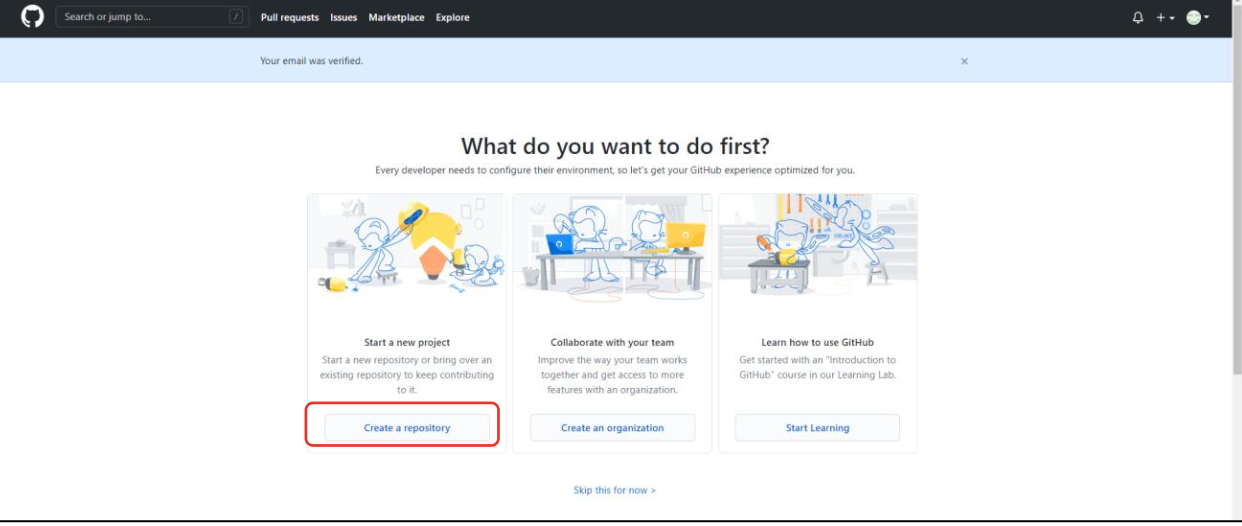 Search or jump to... /
Pull requests Issues Marketplace Explore
Your email was verified.
What do you want to do first?
Every developer needs to configure their environment, so let's get your GitHub experience optimized for you.
Start a new project
Start a new repository or bring over an
existing repository to keep contributing
to it.
Create a repository
Collaborate with your team
Improve the way your team works
together and get access to more
features with an organization.
Create an organization
Learn how to use GitHub
Get started with an "Introduction to
GitHub" course in our Learning Lab.
Start Learning
Skip this for now >